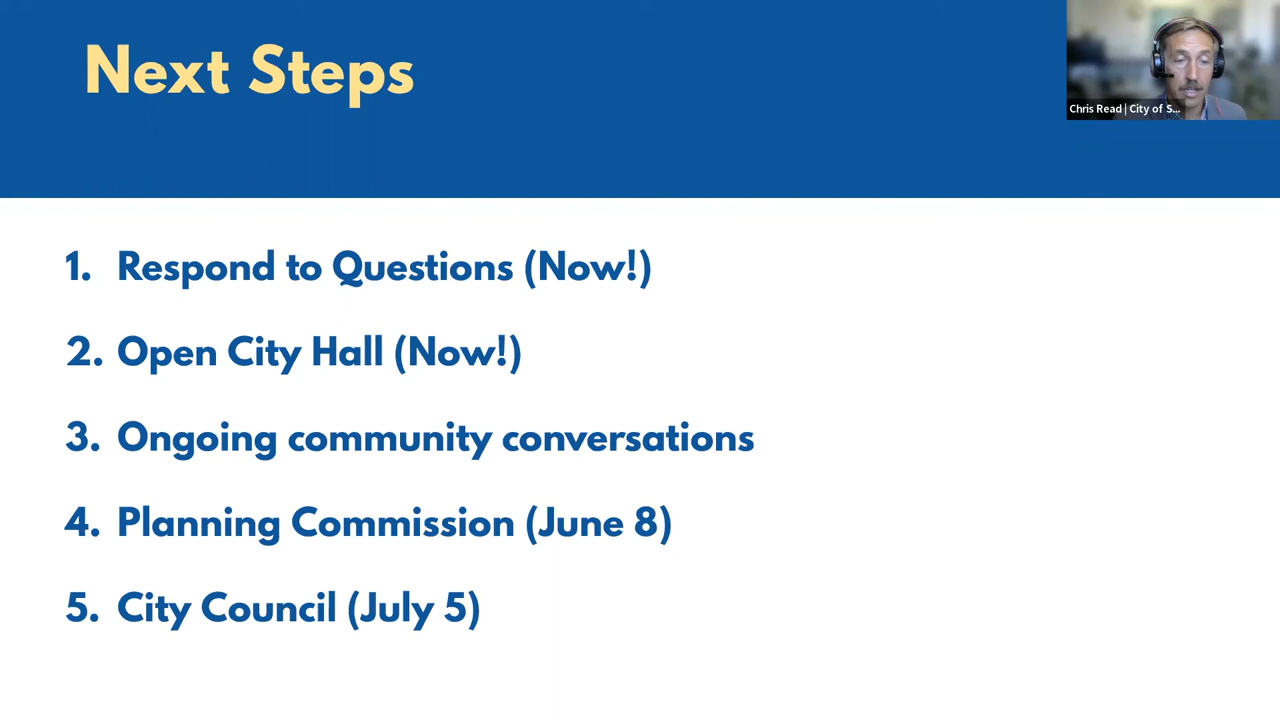 Next Steps
Chris Read | City of S...
1. Respond to Questions (Now!)
2. Open City Hall (Now!)
3. Ongoing community conversations
4. Planning Commission (June 8)
5. City Council (July 5)